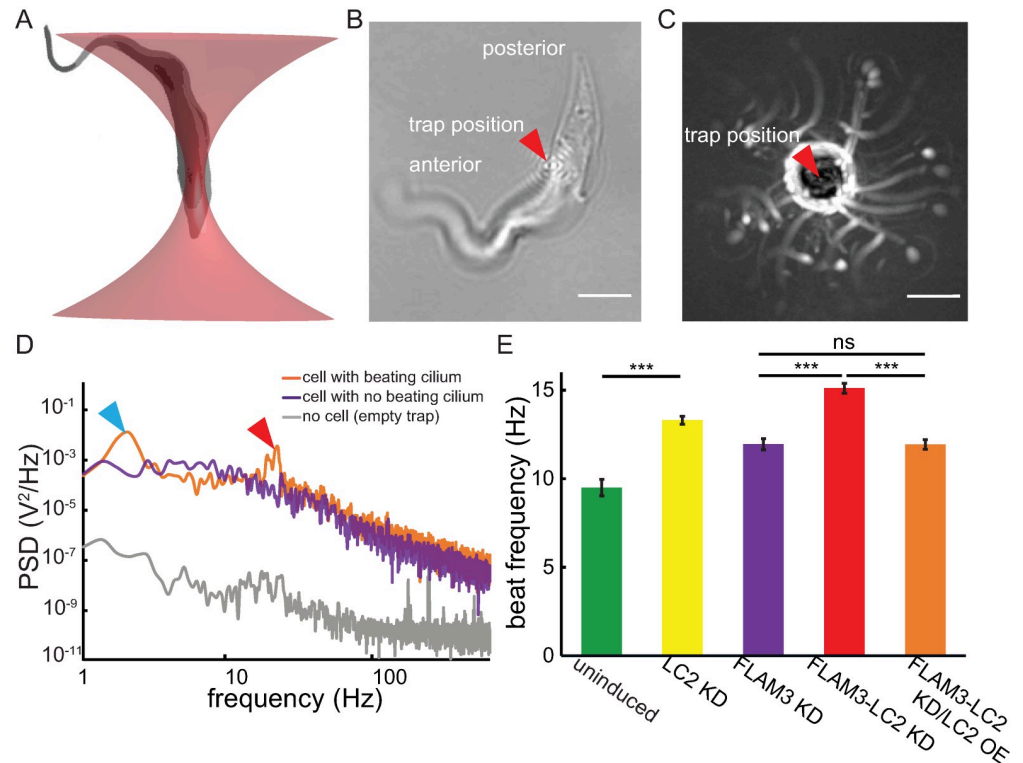 A
B
posterior
trap position
anterior
C
trap position
D
cell with beating cilium
cell with no beating cilium
no cell (empty trap)
PSD (V²/Hz)
10⁻¹
10⁻³
10⁻⁵
10⁻⁷
10⁻⁹
10⁻¹¹
1
10
100
frequency (Hz)
E
ns
***
***
***
beat frequency (Hz)
15
10
5
0
uninduced
LC2 KD
FLAM3 KD
FLAM3-LC2 KD
FLAM3-LC2
KD/LC2 OE